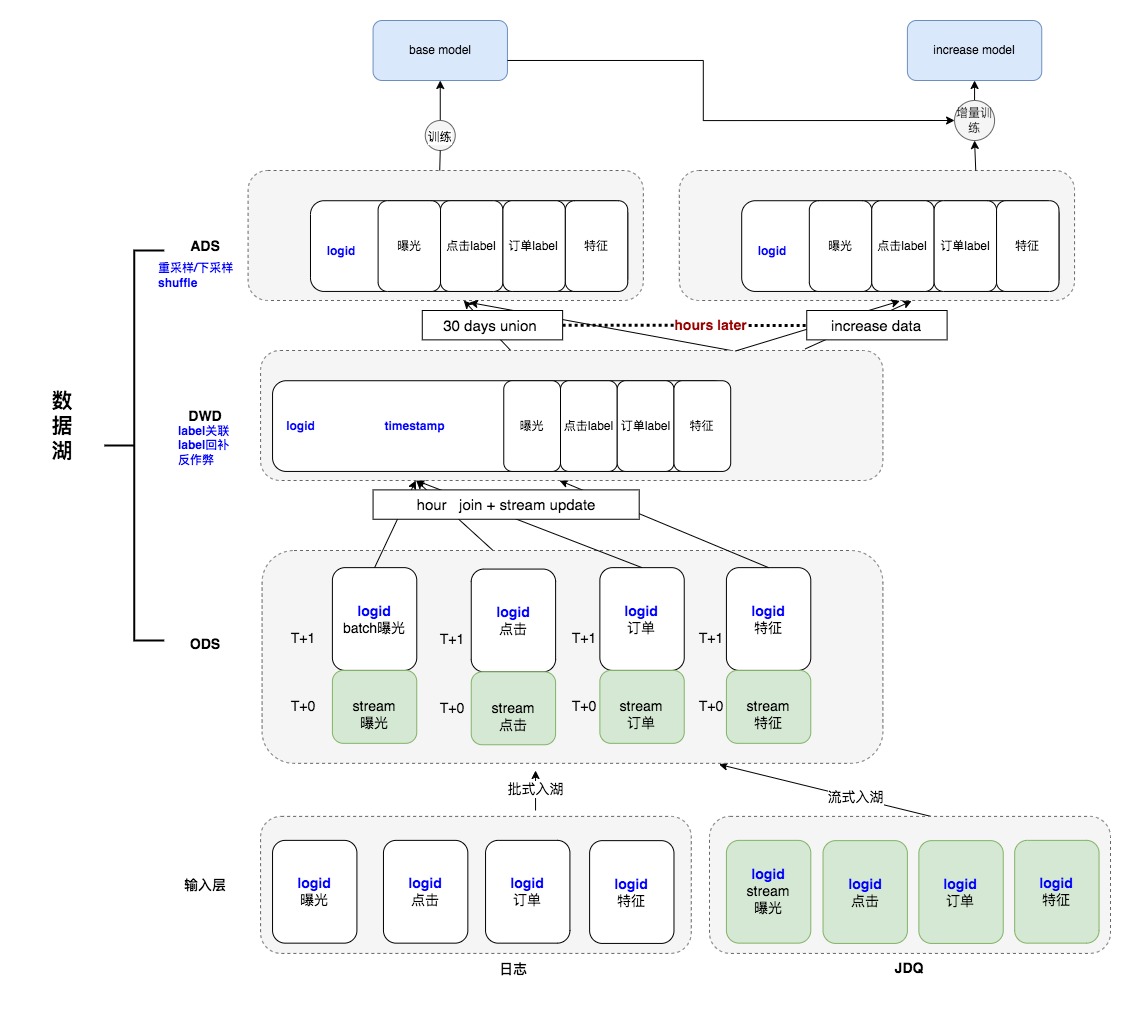 base model
increase model
训练
增量训
练
ADS
重采样/下采样
shuffle
logid
曝光
点击label
订单label
特征
logid
曝光
点击label
订单label
特征
30 days union
hours later
increase data
数
据
湖
DWD
label关联
label回补
反作弊
logid
timestamp
曝光
点击label
订单label
特征
hour join + stream update
ODS
T+1
logid
batch曝光
T+1
logid
点击
T+1
logid
订单
T+1
logid
特征
T+0
stream
曝光
T+0
stream
点击
T+0
stream
订单
T+0
stream
特征
批式入湖
流式入湖
输入层
logid
曝光
logid
点击
logid
订单
logid
特征
logid
stream
曝光
logid
点击
logid
订单
logid
特征
日志
JDQ